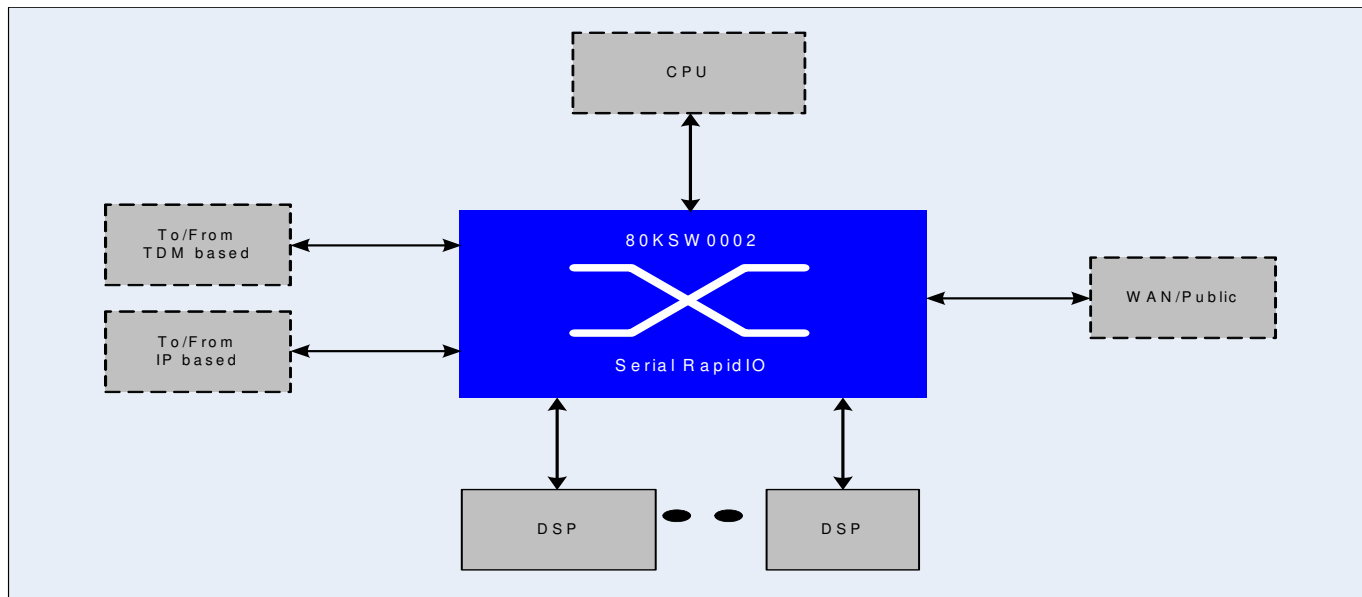 CPU
To/From
TDM based
80KSW0002
WAN/Public
To/From
IP based
Serial RapidIO
DSP
DSP